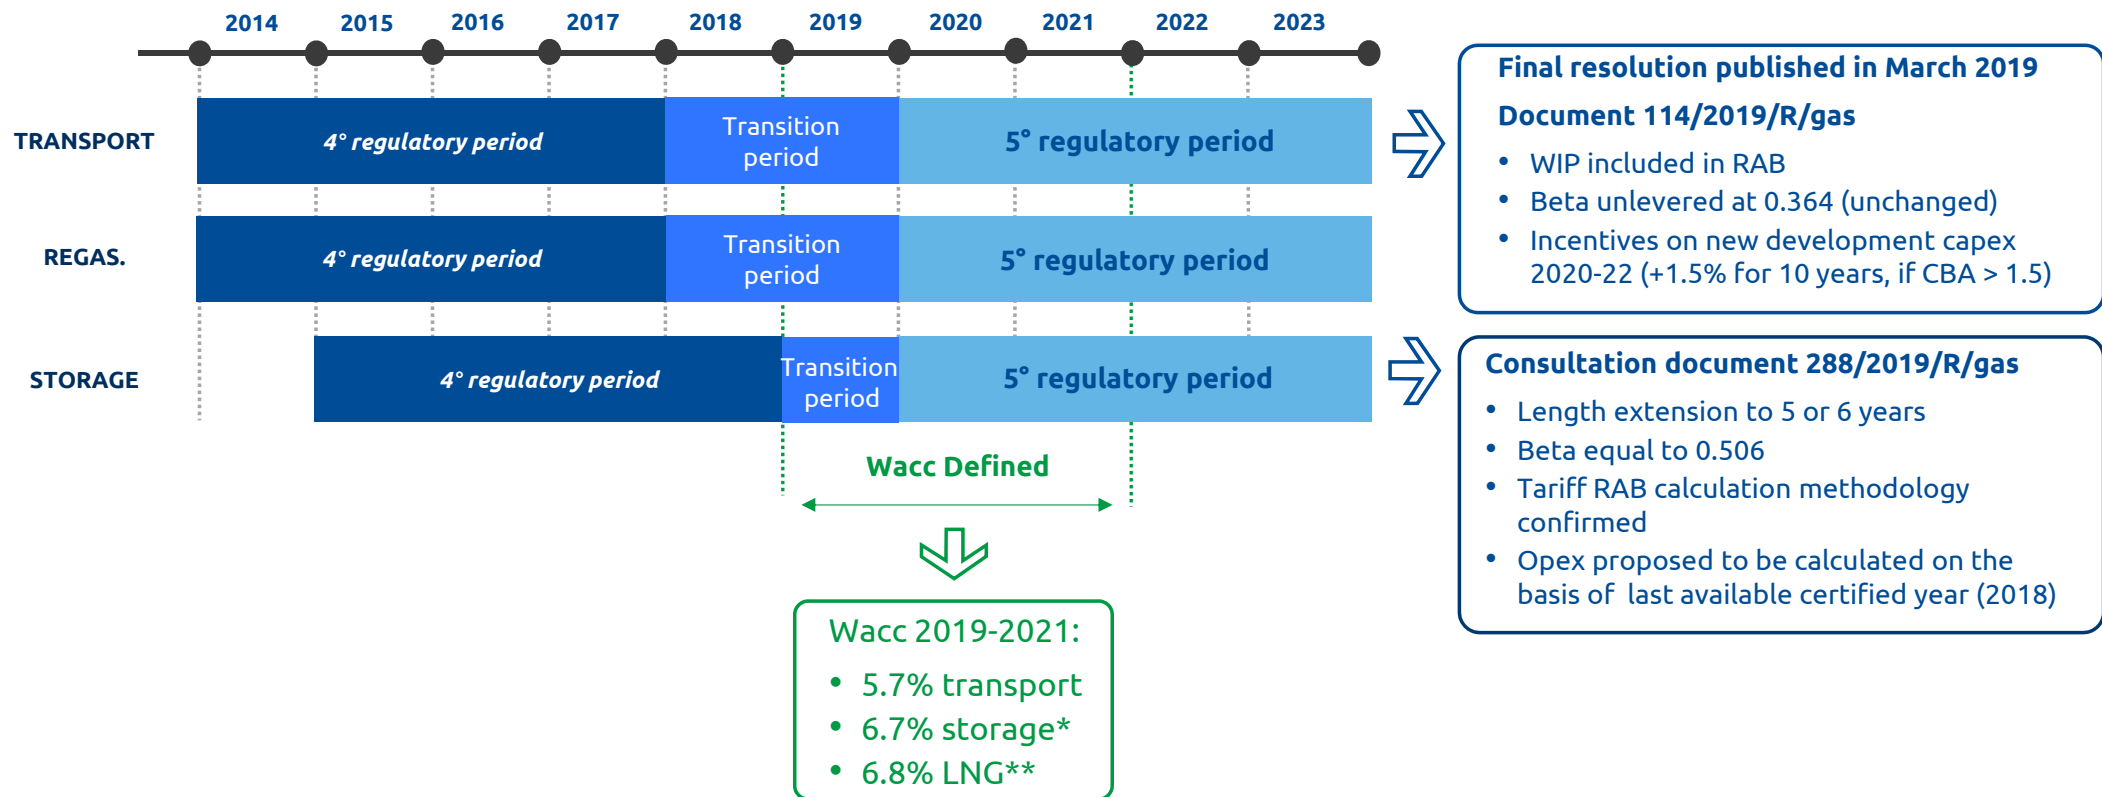 2014 2015 2016 2017 2018 2019 2020 2021 2022 2023
TRANSPORT
4° regulatory period
Transition
period
5° regulatory period
REGAS.
4° regulatory period
Transition
period
5° regulatory period
STORAGE
4° regulatory period
Transition
period
5° regulatory period
Wacc Defined
Wacc 2019-2021:
• 5.7% transport
• 6.7% storage*
• 6.8% LNG**
Final resolution published in March 2019
Document 114/2019/R/gas
• WIP included in RAB
• Beta unlevered at 0.364 (unchanged)
• Incentives on new development capex
2020-22 (+1.5% for 10 years, if CBA > 1.5)
Consultation document 288/2019/R/gas
• Length extension to 5 or 6 years
• Beta equal to 0.506
• Tariff RAB calculation methodology
confirmed
• Opex proposed to be calculated on the
basis of last available certified year (2018)